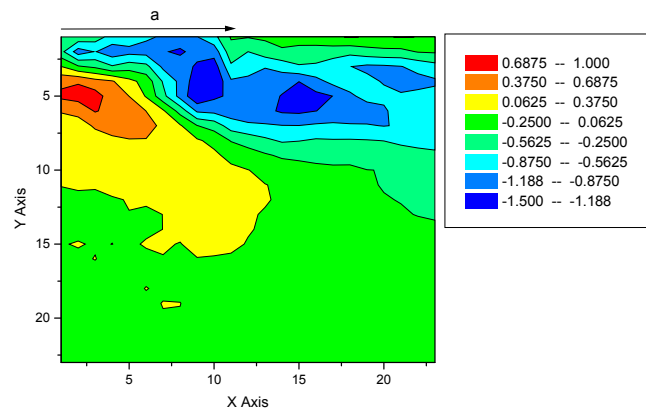 a
0.6875 -- 1.000
0.3750 -- 0.6875
0.0625 -- 0.3750
-0.2500 -- 0.0625
-0.5625 -- -0.2500
-0.8750 -- -0.5625
-1.188 -- -0.8750
-1.500 -- -1.188
5
10
15
20
Y Axis
5
10
15
20
X Axis